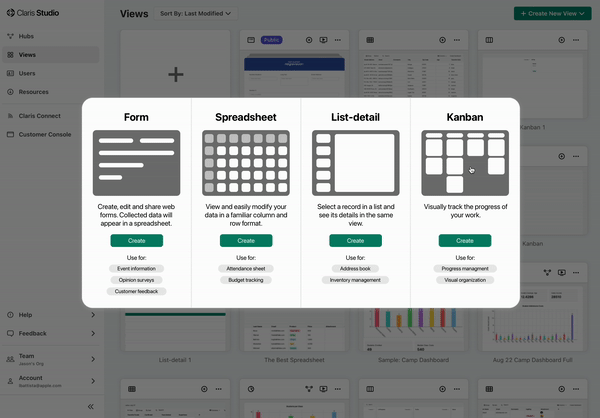 Claris Studio
Views
Sort By: Last Modified
Create New View
Hubs
Views
Users
Resources
Claris Connect
Customer Console
Public
Form
Spreadsheet
List-detail
Kanban
Create, edit and share web
forms. Collected data will
appear in a spreadsheet.
View and easily modify your
data in a familiar column and
row format.
Select a record in a list and
see its details in the same
view.
Visually track the progress of
your work.
Create
Create
Create
Create
Use for:
Use for:
Use for:
Use for:
Event information
Attendance sheet
Address book
Progress managment
Opinion surveys
Budget tracking
Inventory management
Visual organization
Customer feedback
Kanban 1
Kanban
Help
Feedback
Team
Jason's Org
Account
List-detail 1
The Best Spreadsheet
Sample: Camp Dashboard
Aug 22 Camp Dashboard Full